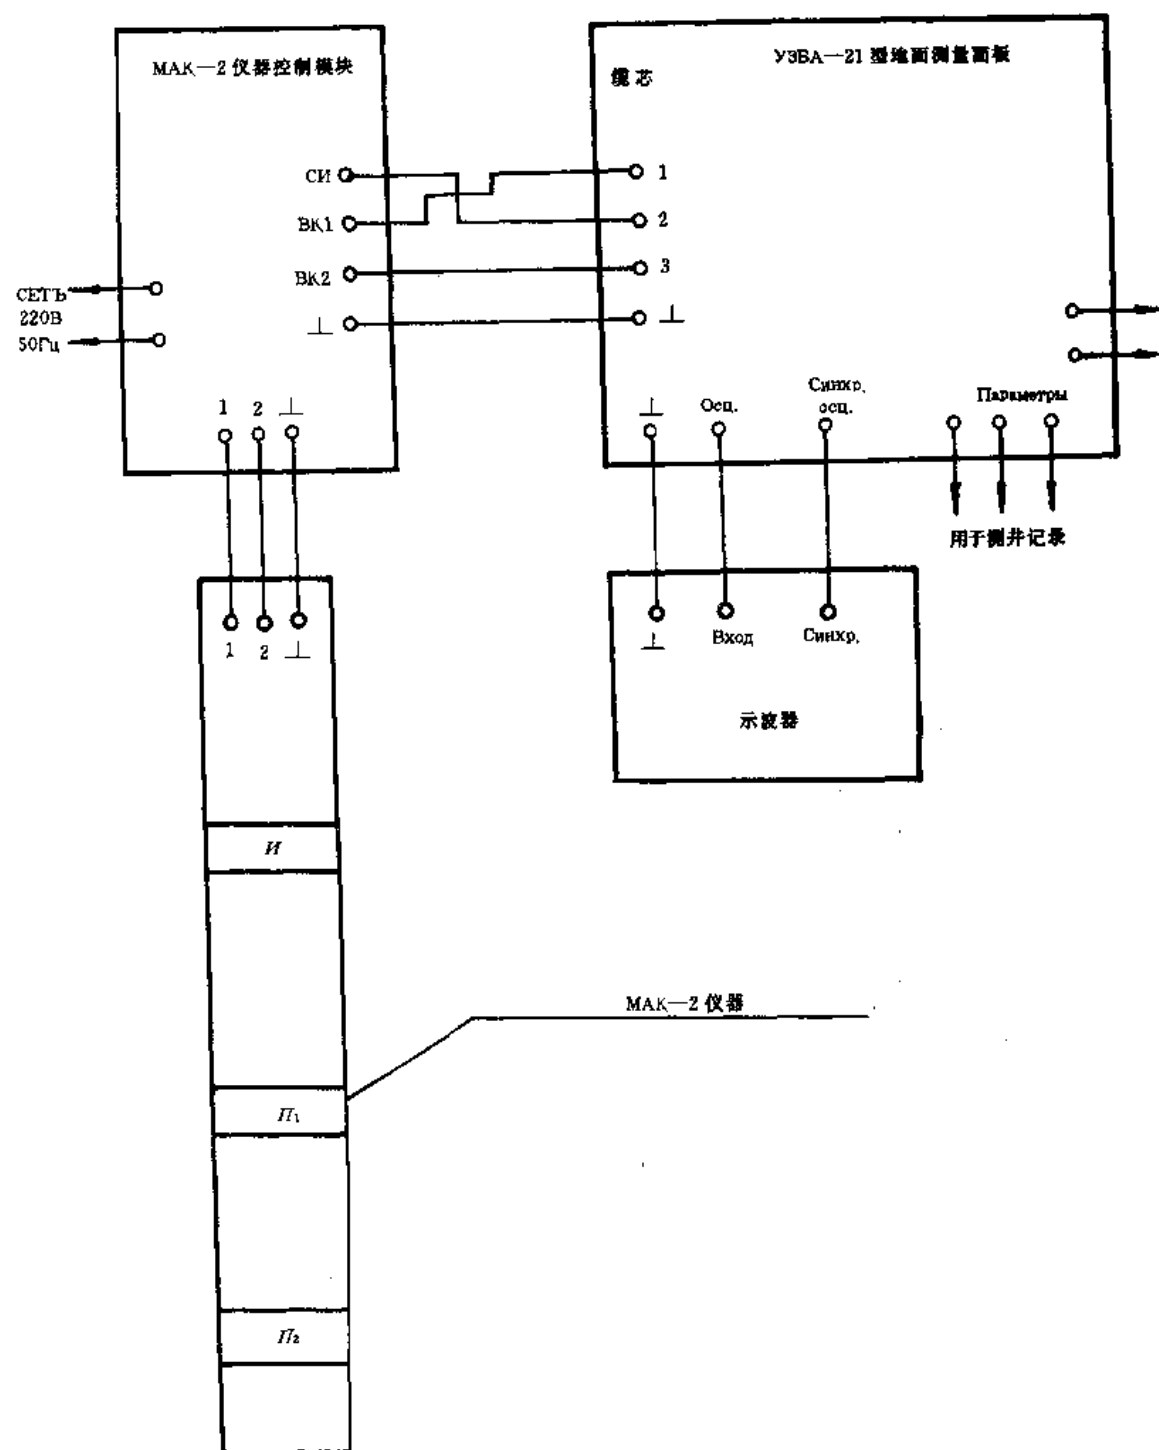 МАК—2 仪器控制模块
УЗБА—21 型地面测量面板
缆芯
СИ
ВК1
ВК2
⊥
1
2
3
⊥
СЕТЬ
220В
50Гц
1 2 ⊥
⊥
Осц.
Синхр.
осц.
Параметры
用于测井记录
1 2 ⊥
⊥
Вход
Синхр.
示波器
И
МАК—2 仪器
П₁
П₂